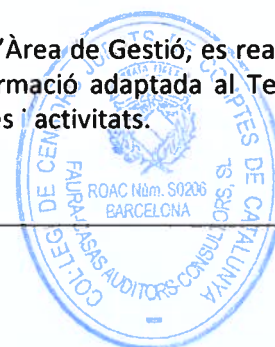 'Àrea de Gestió, es rea
rmació adaptada al Te
es i activitats.
COL·LEGI DE CENSORS JURATS DE COMPTES DE CATALUNYA
ROAC Núm. S0206
BARCELONA
FAURA-CASAS AUDITORS-CONSULTORS, SL